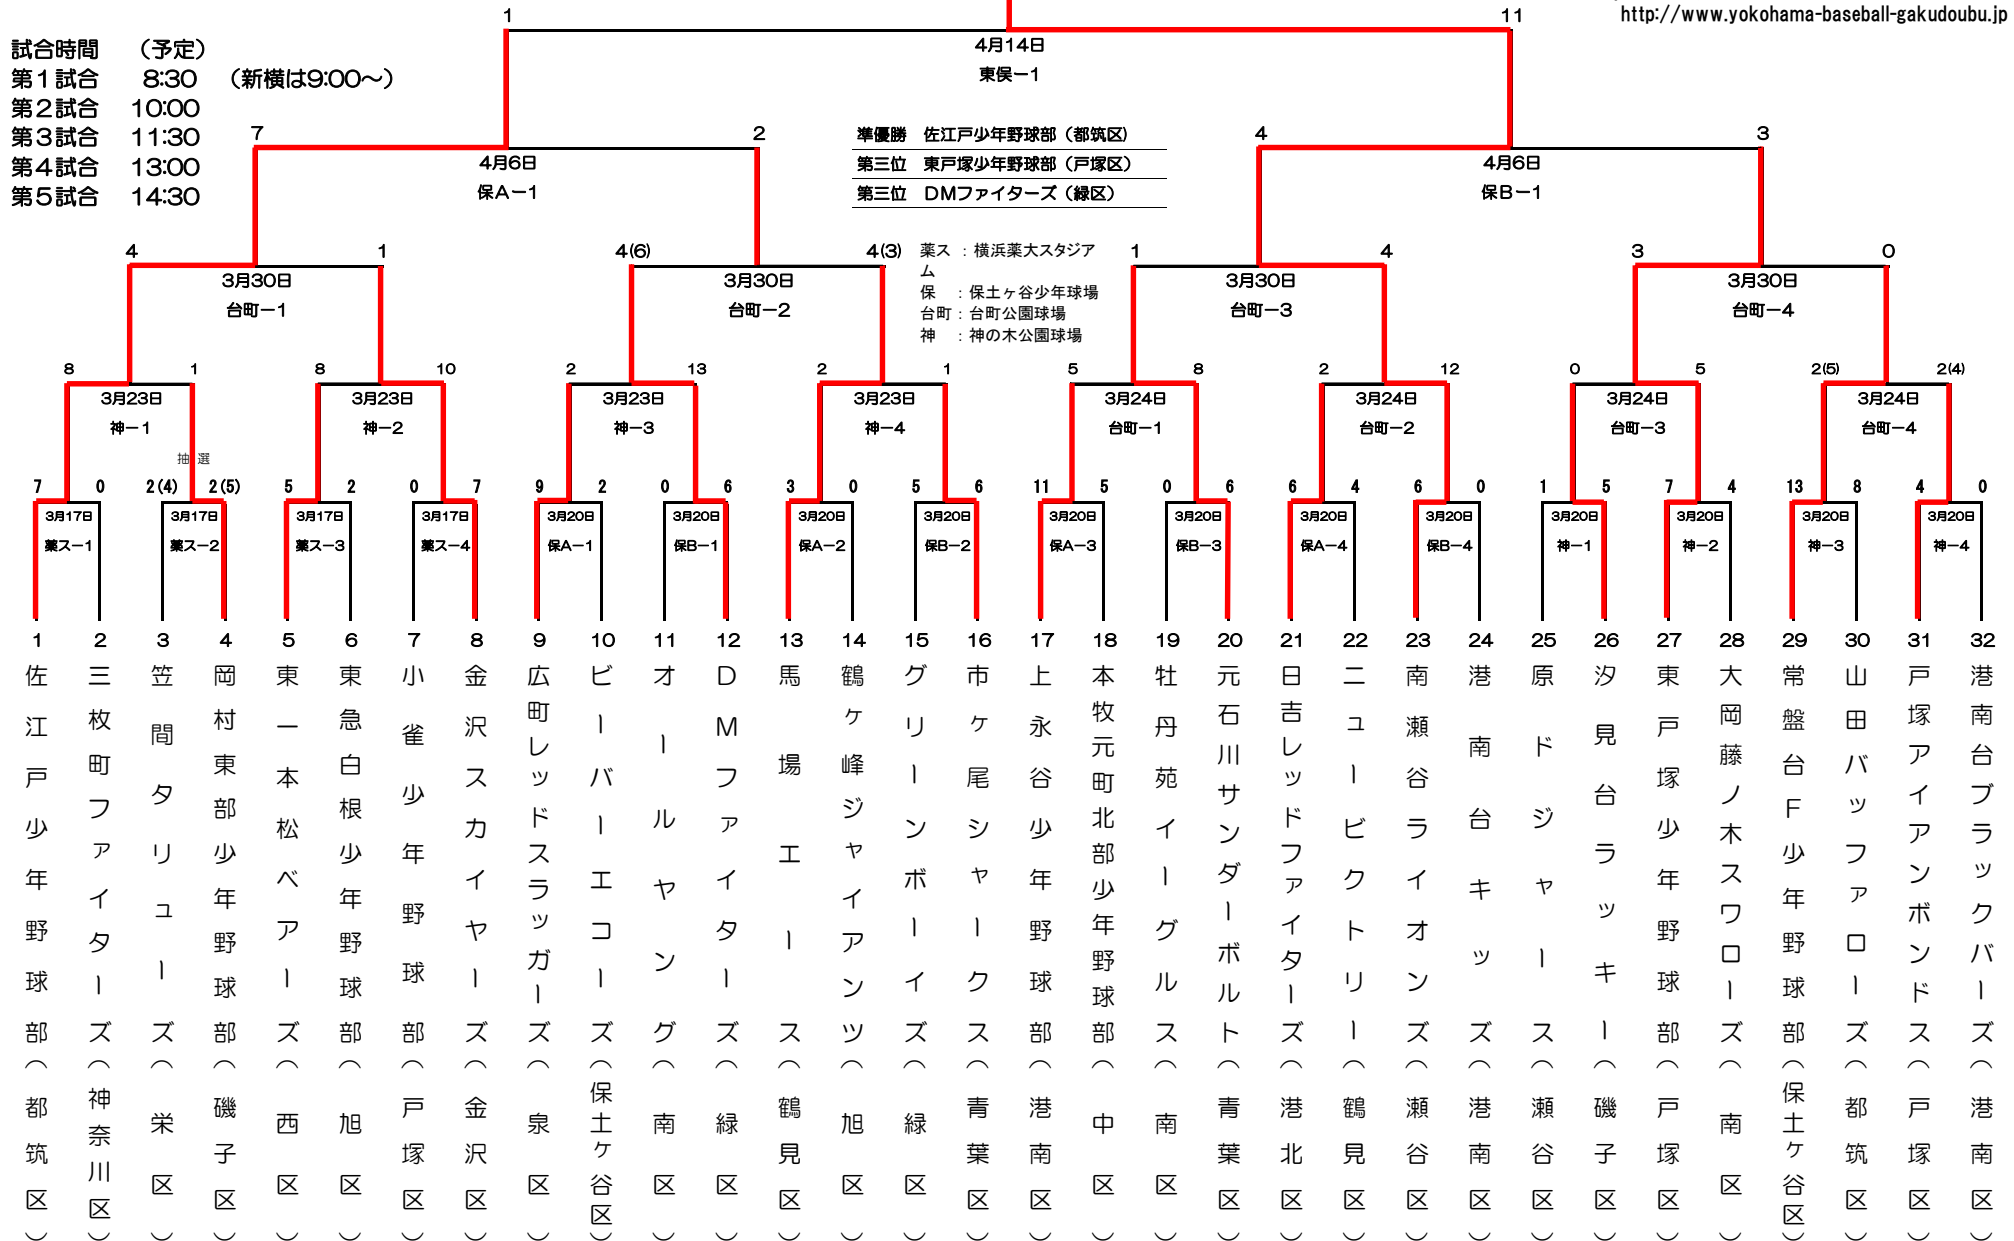 http://www.yokohama-baseball-gakudoubu.jp
1 11
4月14日
東俣ー1
試合時間 (予定)
第1試合 8:30 (新横は9:00~)
第2試合 10:00
第3試合 11:30
第4試合 13:00
第5試合 14:30
7 2 4 3
準優勝 佐江戸少年野球部(都筑区)
第三位 東戸塚少年野球部(戸塚区)
第三位 DMファイターズ(緑区)
4月6日 4月6日
保Aー1 保Bー1
4 1 4(6) 4(3) 1 4 3 0
薬ス :横浜薬大スタジア
ム
保 :保土ヶ谷少年球場
台町:台町公園球場
神 :神の木公園球場
3月30日 3月30日 3月30日 3月30日
台町ー1 台町ー2 台町ー3 台町ー4
8 1 8 10 2 13 2 1 5 8 2 12 0 5 2(5) 2(4)
3月23日 3月23日 3月23日 3月23日 3月24日 3月24日 3月24日 3月24日
神ー1 神ー2 神ー3 神ー4 台町ー1 台町ー2 台町ー3 台町ー4
抽 選
7 0 2(4) 2(5) 5 2 0 7 9 2 0 6 3 0 5 6 11 5 0 6 6 4 6 0 1 5 7 4 13 8 4 0
3月17日 3月17日 3月17日 3月17日 3月20日 3月20日 3月20日 3月20日 3月20日 3月20日 3月20日 3月20日 3月20日 3月20日 3月20日 3月20日
薬スー1 薬スー2 薬スー3 薬スー4 保Aー1 保Bー1 保Aー2 保Bー2 保Aー3 保Bー3 保Aー4 保Bー4 神ー1 神ー2 神ー3 神ー4
1 佐江戸少年野球部(都筑区)
2 三枚町ファイターズ(神奈川区)
3 笠間タリューズ(栄区)
4 岡村東部少年野球部(磯子区)
5 東一本松ベアーズ(西区)
6 東急白根少年野球部(旭区)
7 小雀少年野球部(戸塚区)
8 金沢スカイヤーズ(金沢区)
9 広町レッドスラッガーズ(泉区)
10 ビーバーエコーズ(保土ヶ谷区)
11 オールヤング(南区)
12 DMファイターズ(緑区)
13 馬場エース(鶴見区)
14 鶴ヶ峰ジャイアンツ(旭区)
15 グリーンボーイズ(緑区)
16 市ヶ尾シャークス(青葉区)
17 上永谷少年野球部(港南区)
18 本牧元町北部少年野球部(中区)
19 牡丹苑イーグルス(南区)
20 元石川サンダーボルト(青葉区)
21 日吉レッドファイターズ(港北区)
22 ニュービクトリー(鶴見区)
23 南瀬谷ライオンズ(瀬谷区)
24 港南台キッズ(港南区)
25 原ドジャース(瀬谷区)
26 汐見台ラッキー(磯子区)
27 東戸塚少年野球部(戸塚区)
28 大岡藤ノ木スワローズ(南区)
29 常盤台F少年野球部(保土ヶ谷区)
30 山田バッファローズ(都筑区)
31 戸塚アイアンボンドス(戸塚区)
32 港南台ブラックバーズ(港南区)